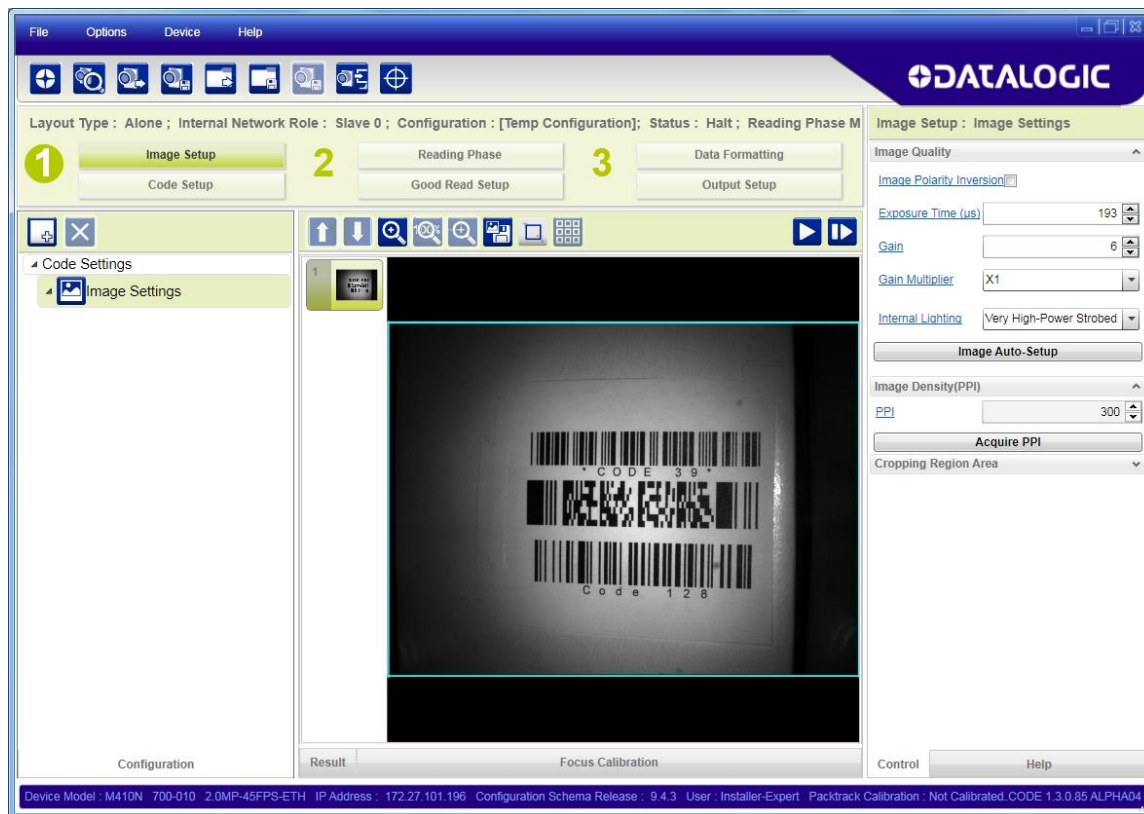 File Options Device Help
DATALOGIC
Layout Type : Alone ; Internal Network Role : Slave 0 ; Configuration : [Temp Configuration]; Status : Halt ; Reading Phase M
Image Setup : Image Settings
1 Image Setup 2 Reading Phase 3 Data Formatting
Code Setup Good Read Setup Output Setup
Image Quality
Image Polarity Inversion
Exposure Time (us) 193
Gain 6
Gain Multiplier X1
Internal Lighting Very High-Power Strobed
Image Auto-Setup
Image Density(PPI)
PPI 300
Acquire PPI
Cropping Region Area
Code Settings
Image Settings
100%
1
* CODE 39 *
Code 128
Configuration Result Focus Calibration Control Help
Device Model : M410N 700-010 2.0MP-45FPS-ETH IP Address : 172.27.101.196 Configuration Schema Release : 9.4.3 User : Installer-Expert Packtrack Calibration : Not Calibrated. CODE 1.3.0.85 ALPHA04